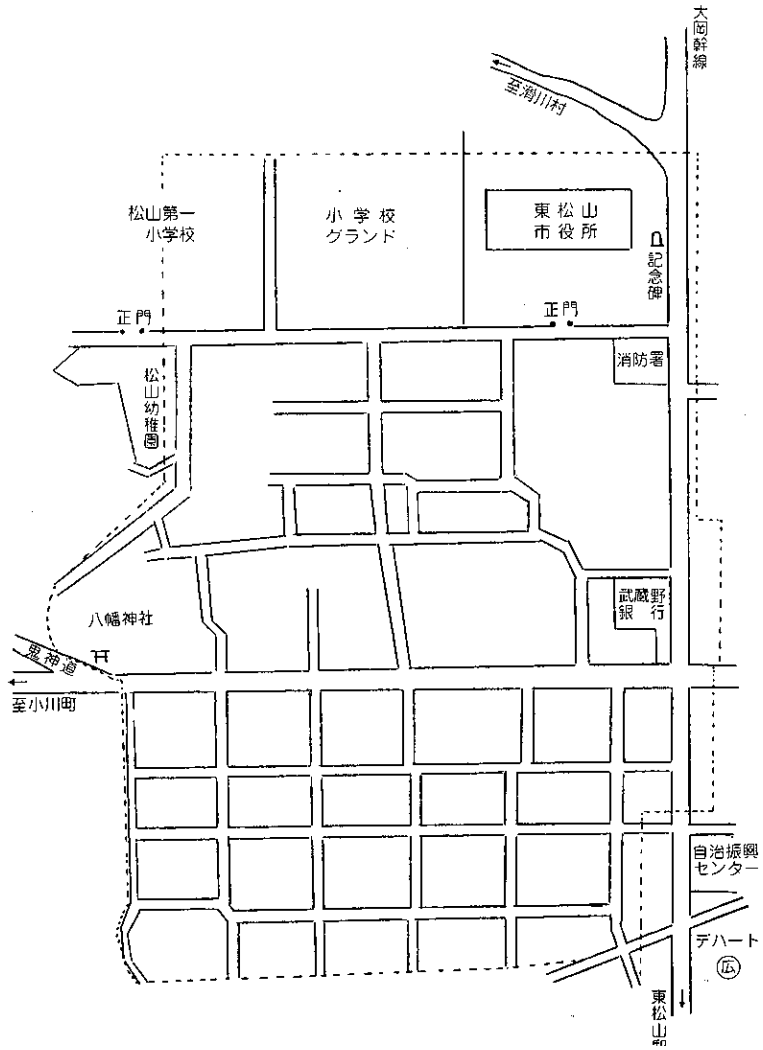 大岡幹線
至滑川村
松山第一
小学校
小学校
グランド
東松山
市役所
記念碑
正門
正門
消防署
松山幼稚園
八幡神社
武蔵野
銀行
鬼神道
至小川町
自治振興
センター
デハート
広
東松山